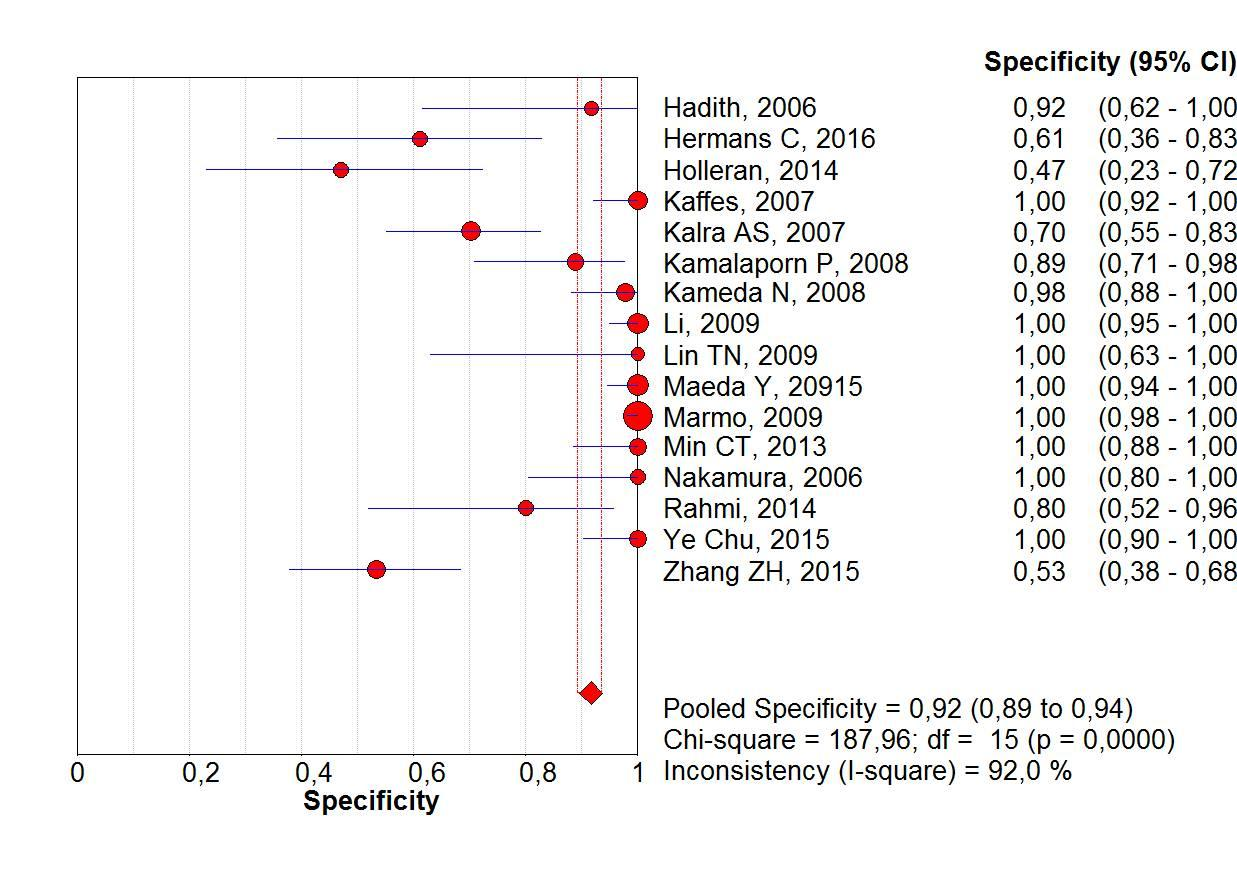 Specificity (95% CI)
Hadith, 2006 0,92 (0,62 - 1,00
Hermans C, 2016 0,61 (0,36 - 0,83
Holleran, 2014 0,47 (0,23 - 0,72
Kaffes, 2007 1,00 (0,92 - 1,00
Kalra AS, 2007 0,70 (0,55 - 0,83
Kamalaporn P, 2008 0,89 (0,71 - 0,98
Kameda N, 2008 0,98 (0,88 - 1,00
Li, 2009 1,00 (0,95 - 1,00
Lin TN, 2009 1,00 (0,63 - 1,00
Maeda Y, 20915 1,00 (0,94 - 1,00
Marmo, 2009 1,00 (0,98 - 1,00
Min CT, 2013 1,00 (0,88 - 1,00
Nakamura, 2006 1,00 (0,80 - 1,00
Rahmi, 2014 0,80 (0,52 - 0,96
Ye Chu, 2015 1,00 (0,90 - 1,00
Zhang ZH, 2015 0,53 (0,38 - 0,68
Pooled Specificity = 0,92 (0,89 to 0,94)
Chi-square = 187,96; df =  15 (p = 0,0000)
Inconsistency (I-square) = 92,0 %
0 0,2 0,4 0,6 0,8 1
Specificity